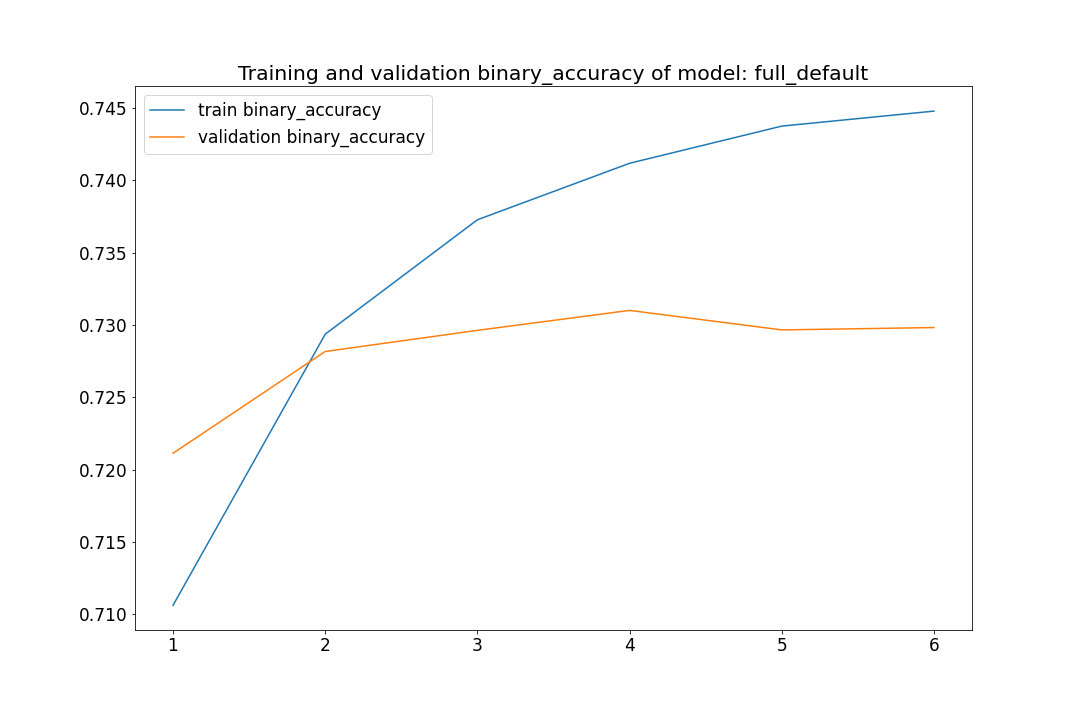 Training and validation binary_accuracy of model: full_default
train binary_accuracy
validation binary_accuracy
0.745
0.740
0.735
0.730
0.725
0.720
0.715
0.710
1 2 3 4 5 6